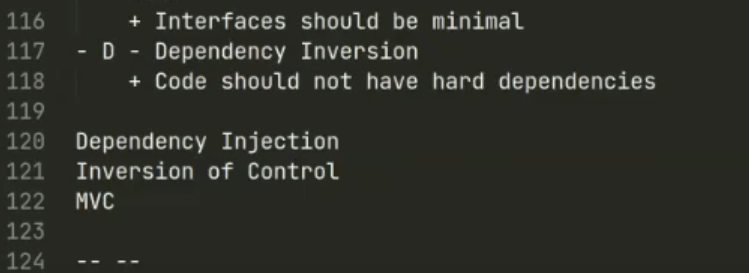 116 + Interfaces should be minimal
117 - D - Dependency Inversion
118 + Code should not have hard dependencies
119
120 Dependency Injection
121 Inversion of Control
122 MVC
123
124 -- --